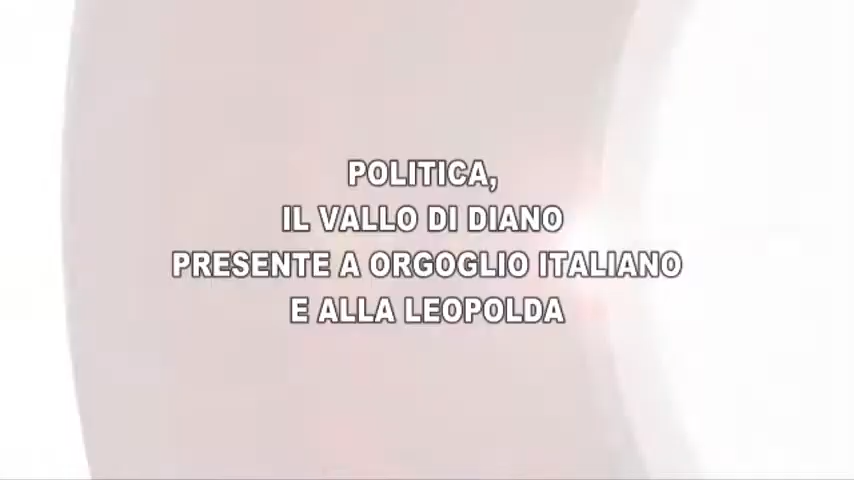 POLITICA,
IL VALLO DI DIANO
PRESENTE A ORGOGLIO ITALIANO
E ALLA LEOPOLDA